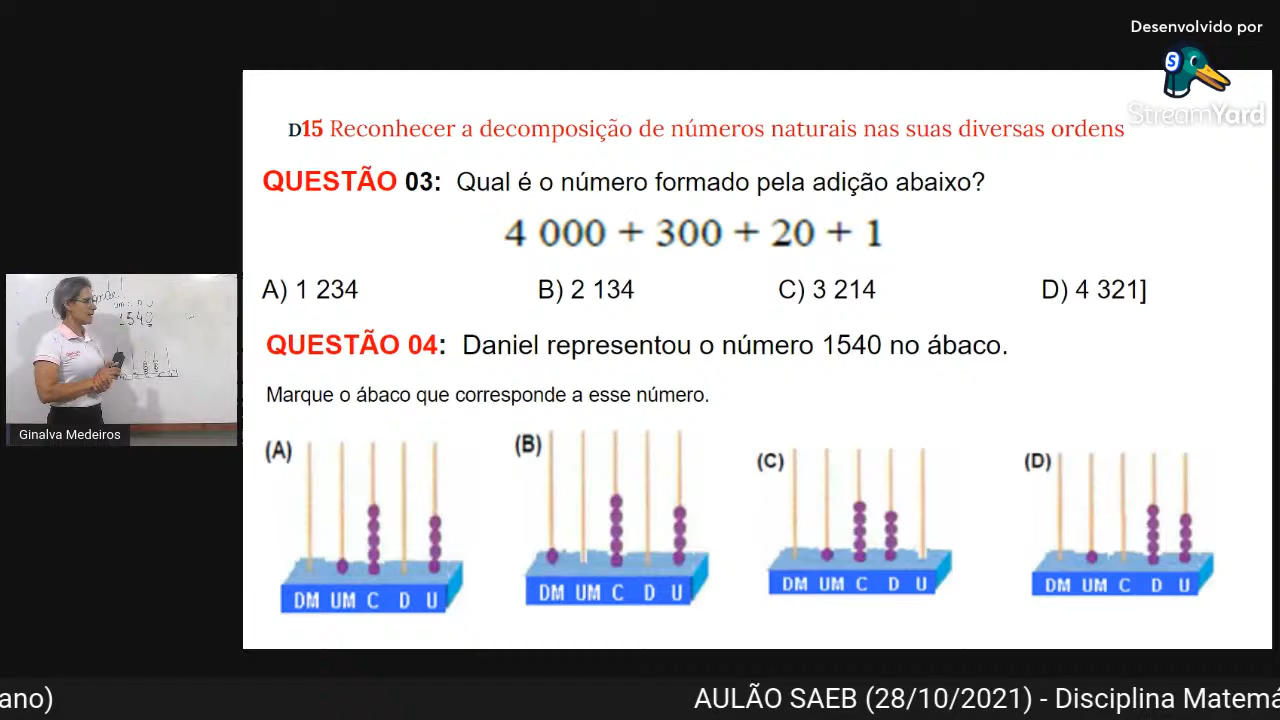 Desenvolvido por
StreamYard
D15 Reconhecer a decomposição de números naturais nas suas diversas ordens
QUESTÃO 03: Qual é o número formado pela adição abaixo?
4 000 + 300 + 20 + 1
A) 1 234 B) 2 134 C) 3 214 D) 4 321]
QUESTÃO 04: Daniel representou o número 1540 no ábaco.
Marque o ábaco que corresponde a esse número.
(A) (B) (C) (D)
DM UM C D U
DM UM C D U
DM UM C D U
DM UM C D U
1540
Ginalva Medeiros
ano) AULÃO SAEB (28/10/2021) - Disciplina Matemá